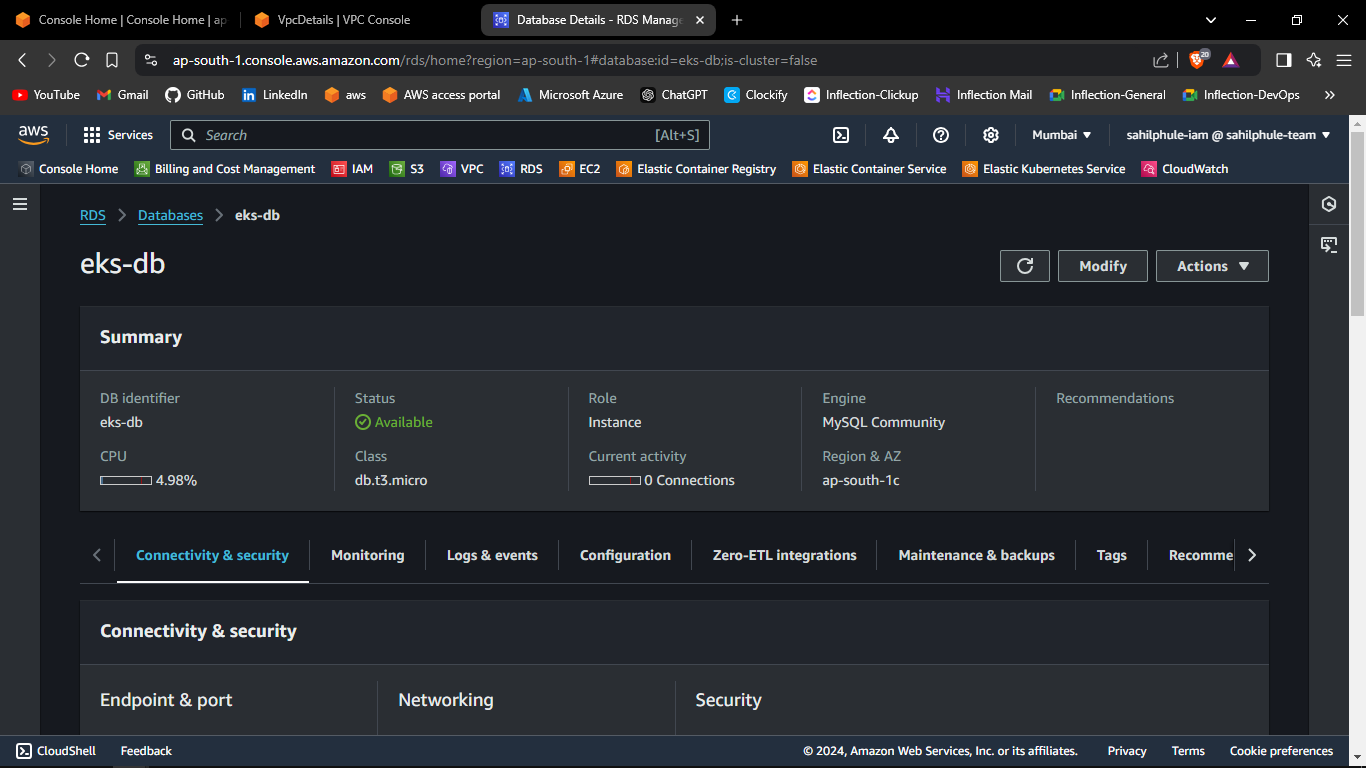 Console Home | Console Home | ap
VpcDetails | VPC Console
Database Details - RDS Manage
ap-south-1.console.aws.amazon.com/rds/home?region=ap-south-1#database:id=eks-db;is-cluster=false
20
YouTube Gmail GitHub LinkedIn aws AWS access portal Microsoft Azure ChatGPT Clockify Inflection-Clickup Inflection Mail Inflection-General Inflection-DevOps
aws Services Search [Alt+S] Mumbai sahilphule-iam @ sahilphule-team
Console Home Billing and Cost Management IAM S3 VPC RDS EC2 Elastic Container Registry Elastic Container Service Elastic Kubernetes Service CloudWatch
RDS Databases eks-db
eks-db
Modify Actions
Summary
DB identifier Status Role Engine Recommendations
eks-db Available Instance MySQL Community
CPU Class Current activity Region & AZ
4.98% db.t3.micro 0 Connections ap-south-1c
Connectivity & security Monitoring Logs & events Configuration Zero-ETL integrations Maintenance & backups Tags Recomme
Connectivity & security
Endpoint & port Networking Security
CloudShell Feedback © 2024, Amazon Web Services, Inc. or its affiliates. Privacy Terms Cookie preferences